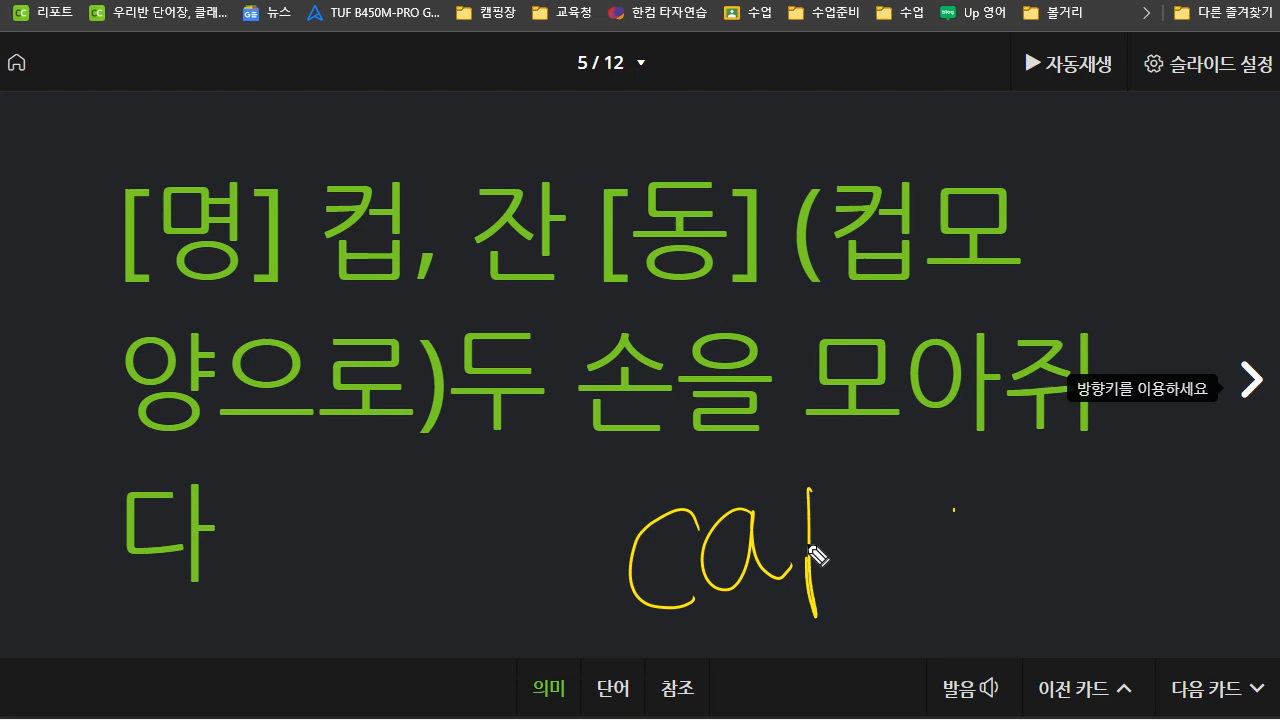 리포트 우리반 단어장, 클래... 뉴스 TUF B450M-PRO G... 캠핑장 교육청 한컴 타자연습 수업 수업준비 수업 Up 영어 볼거리 다른 즐겨찾기
5 / 12 자동재생 슬라이드 설정
[명] 컵, 잔 [동] (컵모
양으로)두 손을 모아쥐
방향키를 이용하세요
다
ca
의미 단어 참조 발음 이전 카드 다음 카드